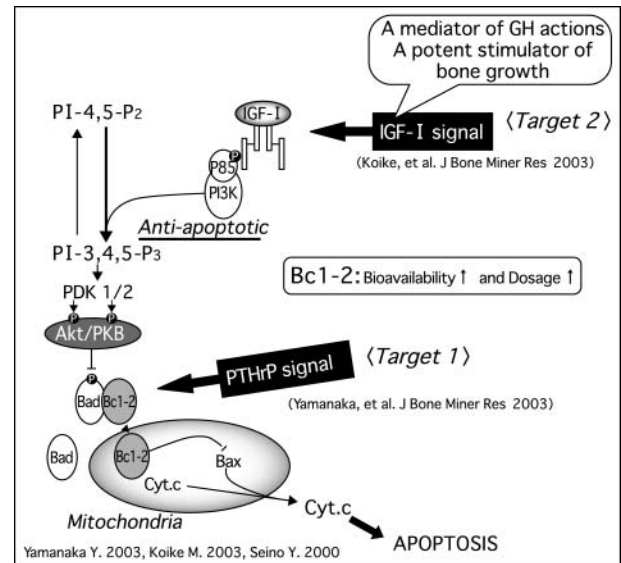 A mediator of GH actions
A potent stimulator of
bone growth
PI-4,5-P2
IGF-I
IGF-I signal
⟨Target 2⟩
(Koike, et al. J Bone Miner Res 2003)
P
P85
PI3K
Anti-apoptotic
PI-3,4,5-P3
Bc1-2: Bioavailability ↑ and Dosage ↑
PDK 1/2
P P
Akt/PKB
PTHrP signal
⟨Target 1⟩
(Yamanaka, et al. J Bone Miner Res 2003)
P
Bad Bc1-2
Bad
Bc1-2
Bax
Cyt.c
Cyt.c
Mitochondria
APOPTOSIS
Yamanaka Y. 2003, Koike M. 2003, Seino Y. 2000